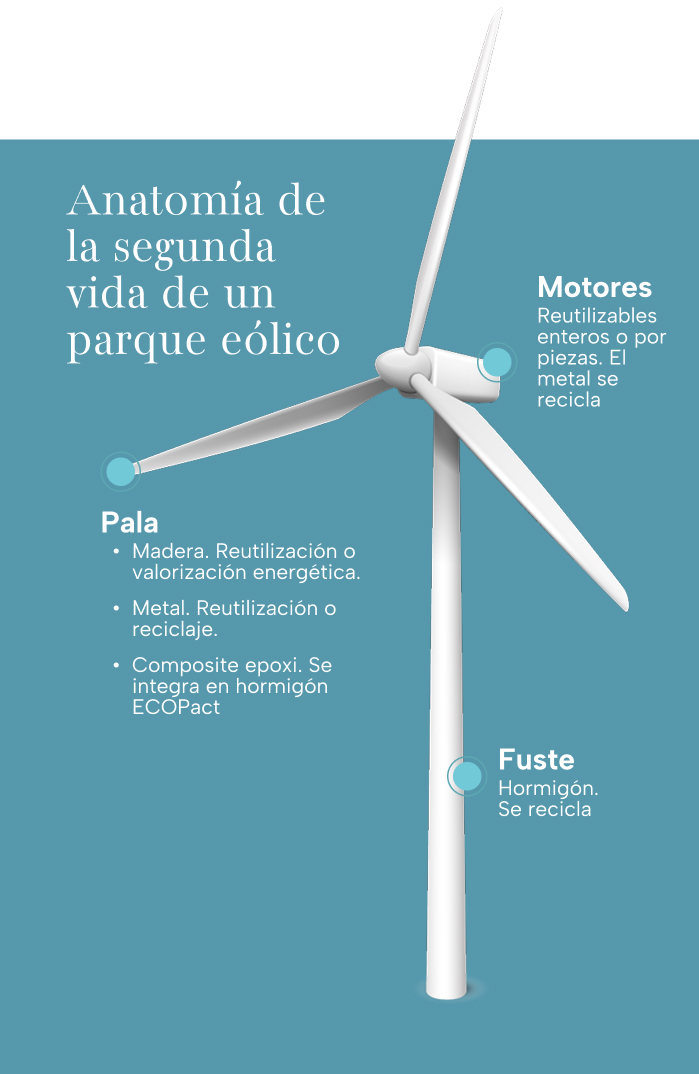 Anatomía de
la segunda
vida de un
parque eólico
Motores
Reutilizables
enteros o por
piezas. El
metal se
recicla
Pala
• Madera. Reutilización o
valorización energética.
• Metal. Reutilización o
reciclaje.
• Composite epoxi. Se
integra en hormigón
ECOPact
Fuste
Hormigón.
Se recicla